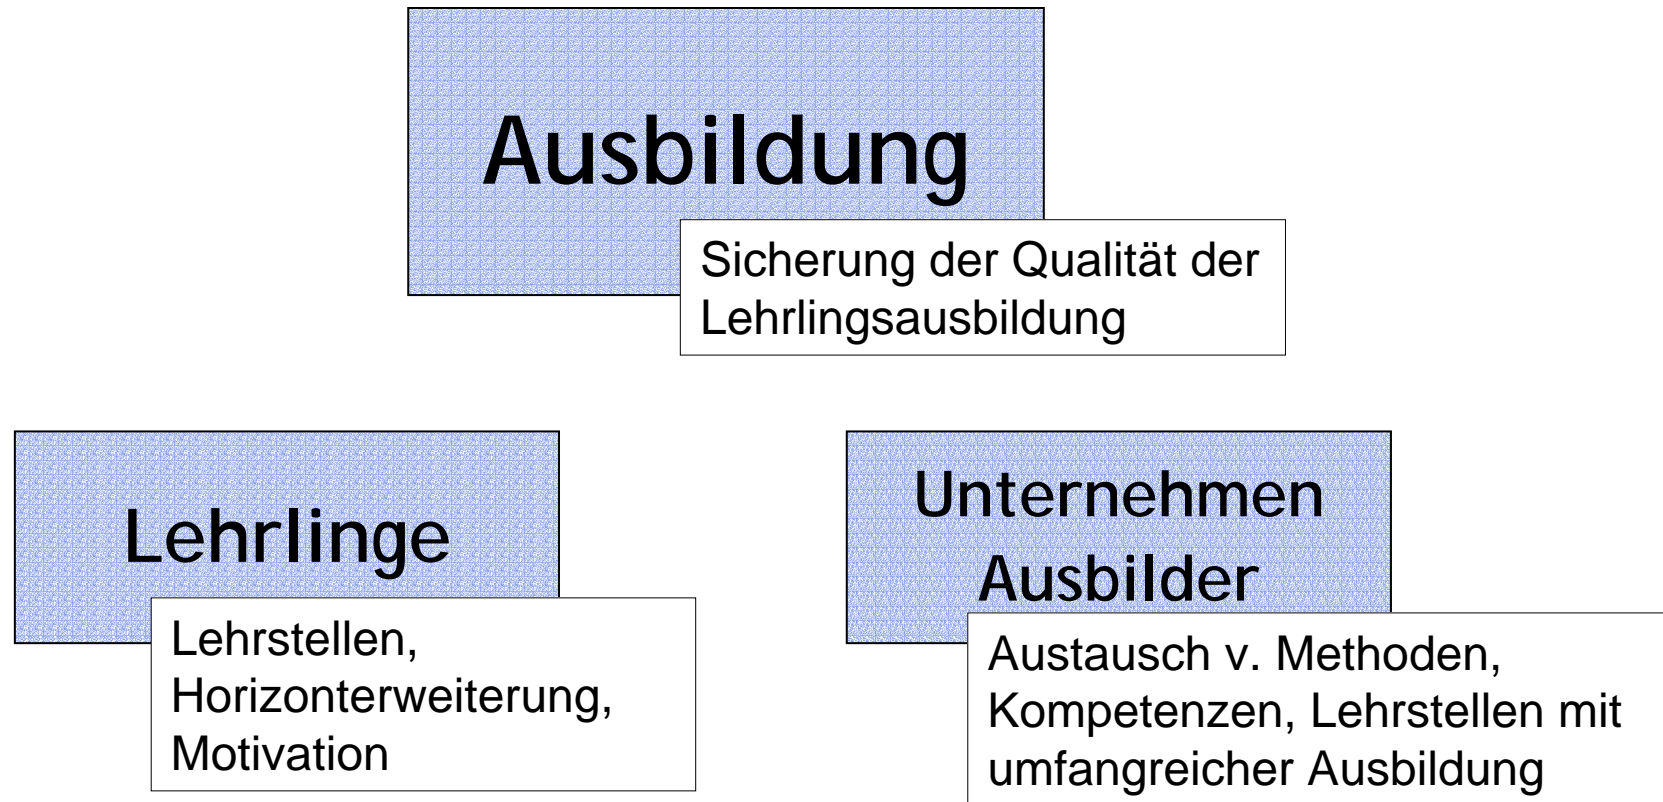 Ausbildung
Sicherung der Qualität der
Lehrlingsausbildung
Lehrlinge
Lehrstellen,
Horizonterweiterung,
Motivation
Unternehmen
Ausbilder
Austausch v. Methoden,
Kompetenzen, Lehrstellen mit
umfangreicher Ausbildung